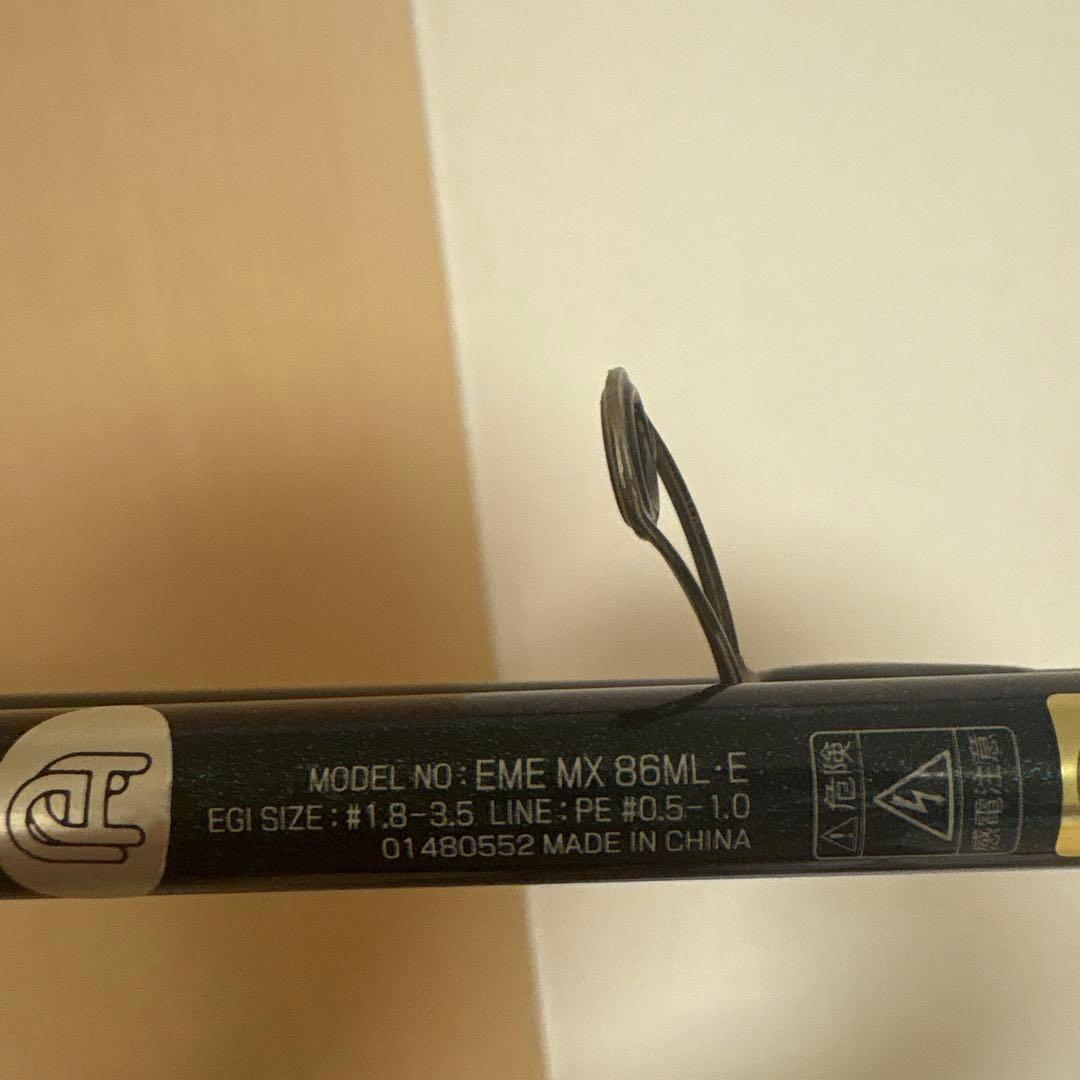 MODEL NO : EME MX 86ML·E
EGI SIZE : #1.8-3.5 LINE : PE #0.5-1.0
01480552 MADE IN CHINA
危険
感電注意